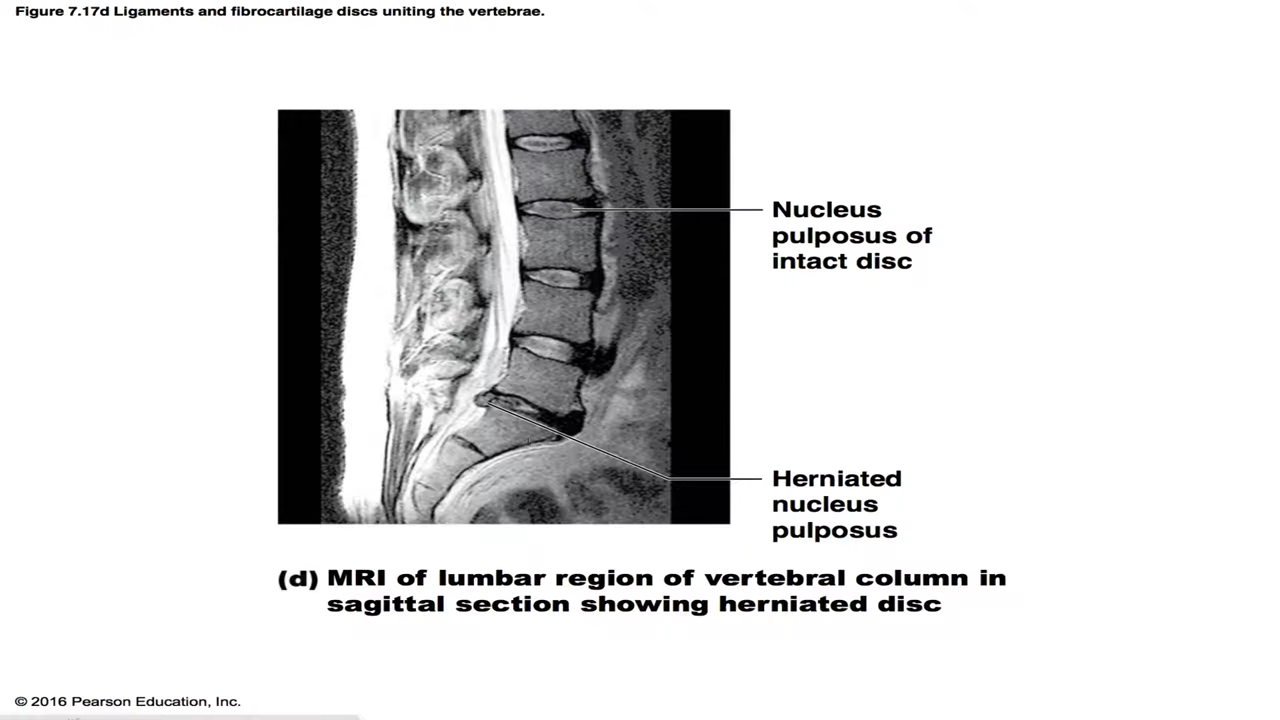 Figure 7.17d Ligaments and fibrocartilage discs uniting the vertebrae.
Nucleus
pulposus of
intact disc
Herniated
nucleus
pulposus
(d) MRI of lumbar region of vertebral column in
sagittal section showing herniated disc
© 2016 Pearson Education, Inc.